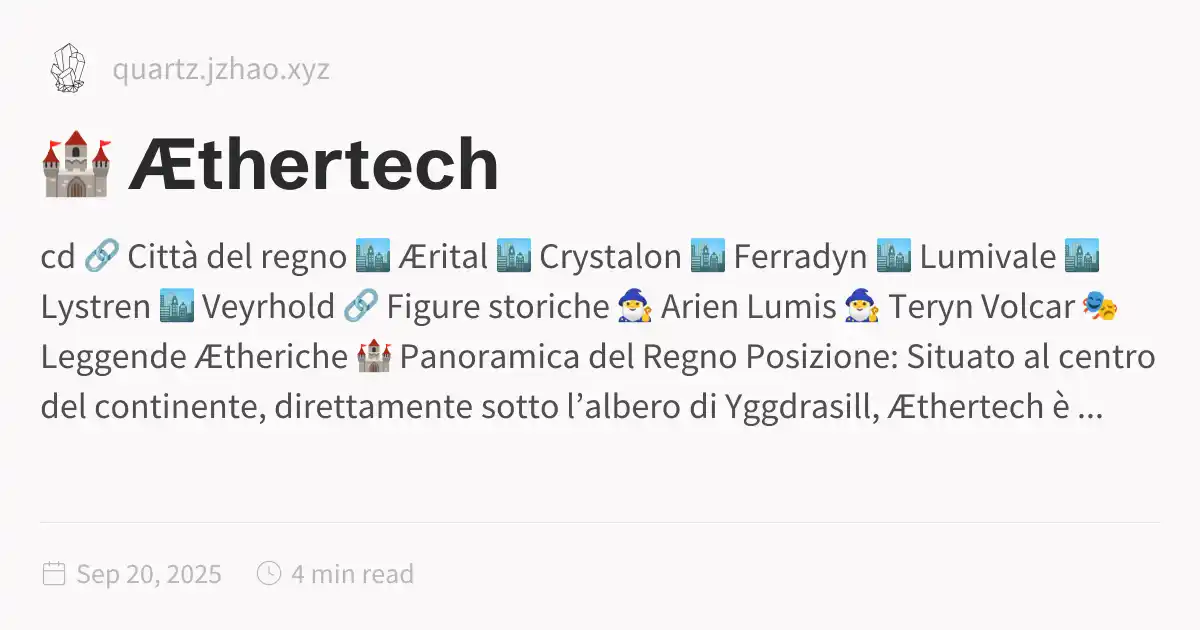 quartz.jzhao.xyz
🏰 Æthertech
cd 🔗 Città del regno 🏙️ Ærital 🏙️ Crystalon 🏙️ Ferradyn 🏙️ Lumivale 🏙️
Lystren 🏙️ Veyrhold 🔗 Figure storiche 🧙‍♂️ Arien Lumis 🧙‍♂️ Teryn Volcar 🎭
Leggende Ætheriche 🏰 Panoramica del Regno Posizione: Situato al centro
del continente, direttamente sotto l’albero di Yggdrasill, Æthertech è ...
Sep 20, 2025 4 min read